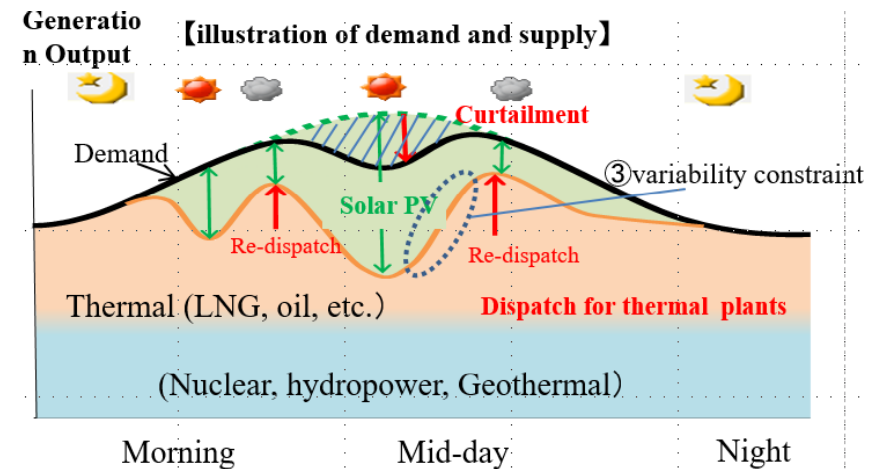 Generatio
n Output
【illustration of demand and supply】
Curtailment
Demand
③variability constraint
Solar PV
Re-dispatch
Re-dispatch
Thermal (LNG, oil, etc.）
Dispatch for thermal plants
(Nuclear, hydropower, Geothermal）
Morning
Mid-day
Night